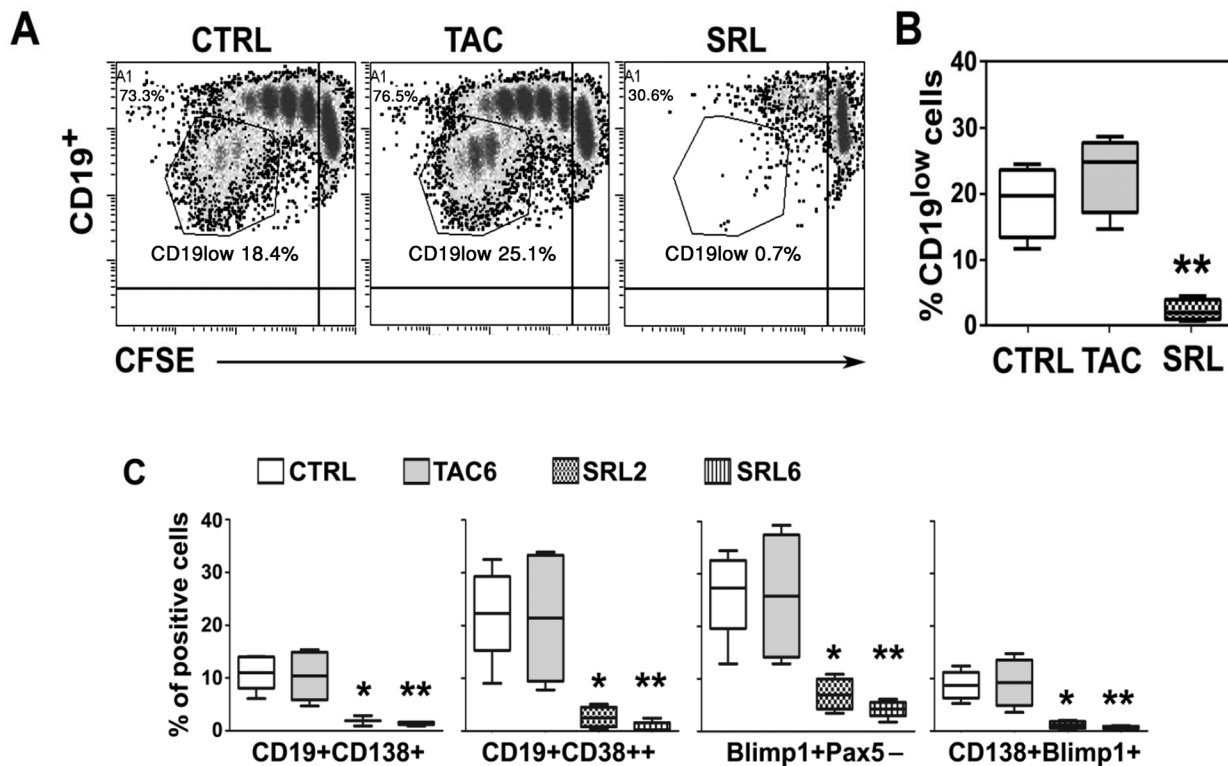 A
CTRL
TAC
SRL
A1
73.3%
A1
76.5%
A1
30.6%
CD19+
CD19low 18.4%
CD19low 25.1%
CD19low 0.7%
CFSE
B
% CD19low cells
40
30
20
10
0
**
CTRL TAC SRL
C
CTRL
TAC6
SRL2
SRL6
% of positive cells
40
30
20
10
0
* **
* **
* **
* **
CD19+CD138+
CD19+CD38++
Blimp1+Pax5–
CD138+Blimp1+